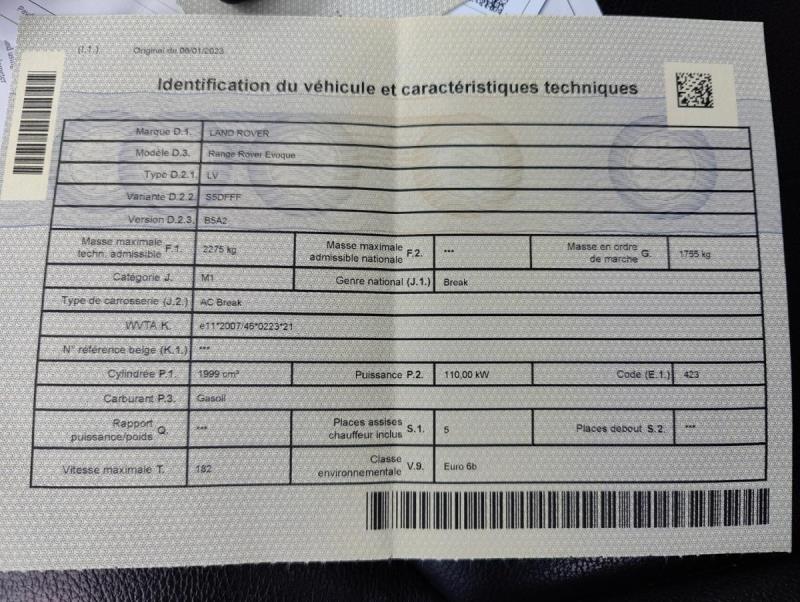 (I.1.) Original du 06/01/2023
Identification du véhicule et caractéristiques techniques
Marque D.1. LAND ROVER
Modèle D.3. Range Rover Evoque
Type D.2.1. LV
Variante D.2.2. S5DFFF
Version D.2.3. BSA2
Masse maximale techn. admissible F.1. 2275 kg Masse maximale admissible nationale F.2. *** Masse en ordre de marche G. 1755 kg
Catégorie J. M1 Genre national (J.1.) Break
Type de carrosserie (J.2.) AC Break
WVTA K. e11*2007/46*0223*21
N° référence belge (K.1.) ***
Cylindrée P.1. 1999 cm³ Puissance P.2. 110,00 kW Code (E.1.) 423
Carburant P.3. Gasoil
Rapport puissance/poids Q. *** Places assises chauffeur inclus S.1. 5 Places debout S.2. ***
Vitesse maximale T. 182 Classe environnementale V.9. Euro 6b